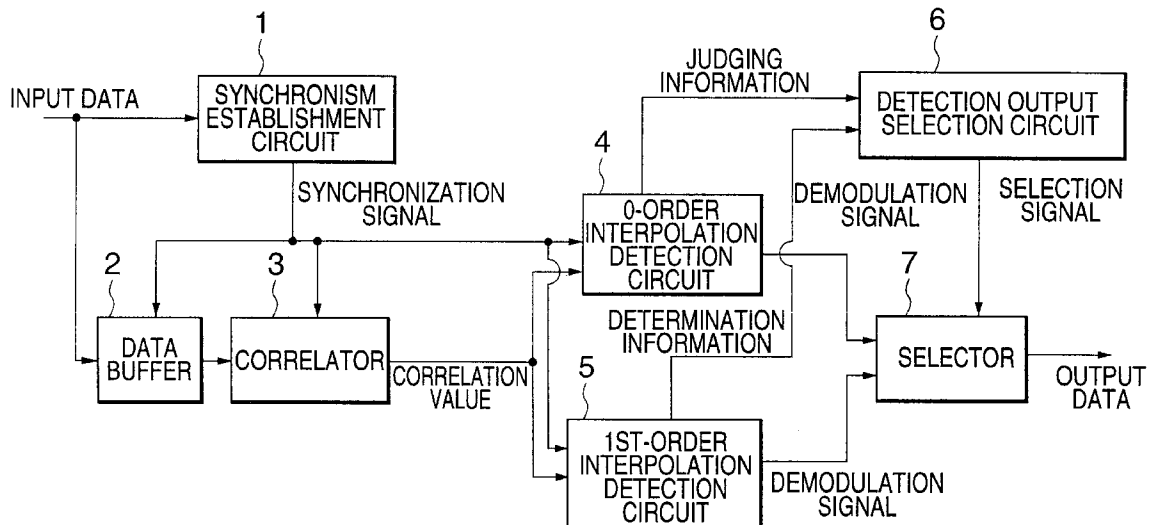 1
6
JUDGING
INFORMATION
INPUT DATA
SYNCHRONISM
ESTABLISHMENT
CIRCUIT
DETECTION OUTPUT
SELECTION CIRCUIT
4
SYNCHRONIZATION
SIGNAL
DEMODULATION
SIGNAL
SELECTION
SIGNAL
0-ORDER
INTERPOLATION
DETECTION
CIRCUIT
2
3
7
DATA
BUFFER
CORRELATOR
DETERMINATION
INFORMATION
SELECTOR
CORRELATION
VALUE
5
OUTPUT
DATA
1ST-ORDER
INTERPOLATION
DETECTION
CIRCUIT
DEMODULATION
SIGNAL